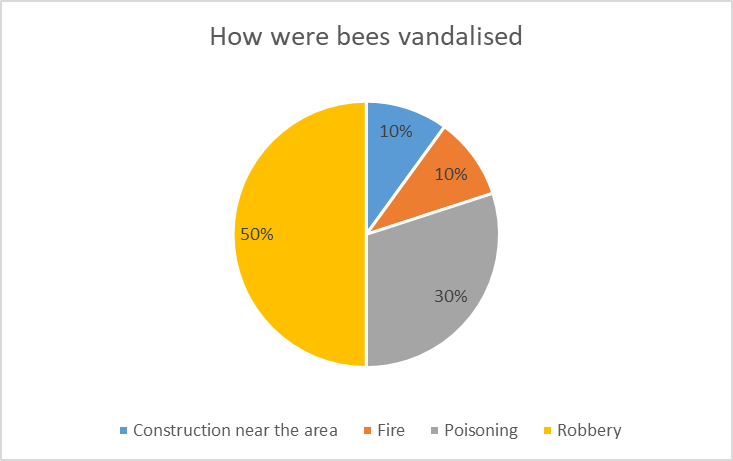 How were bees vandalised
10%
10%
30%
50%
Construction near the area Fire Poisoning Robbery